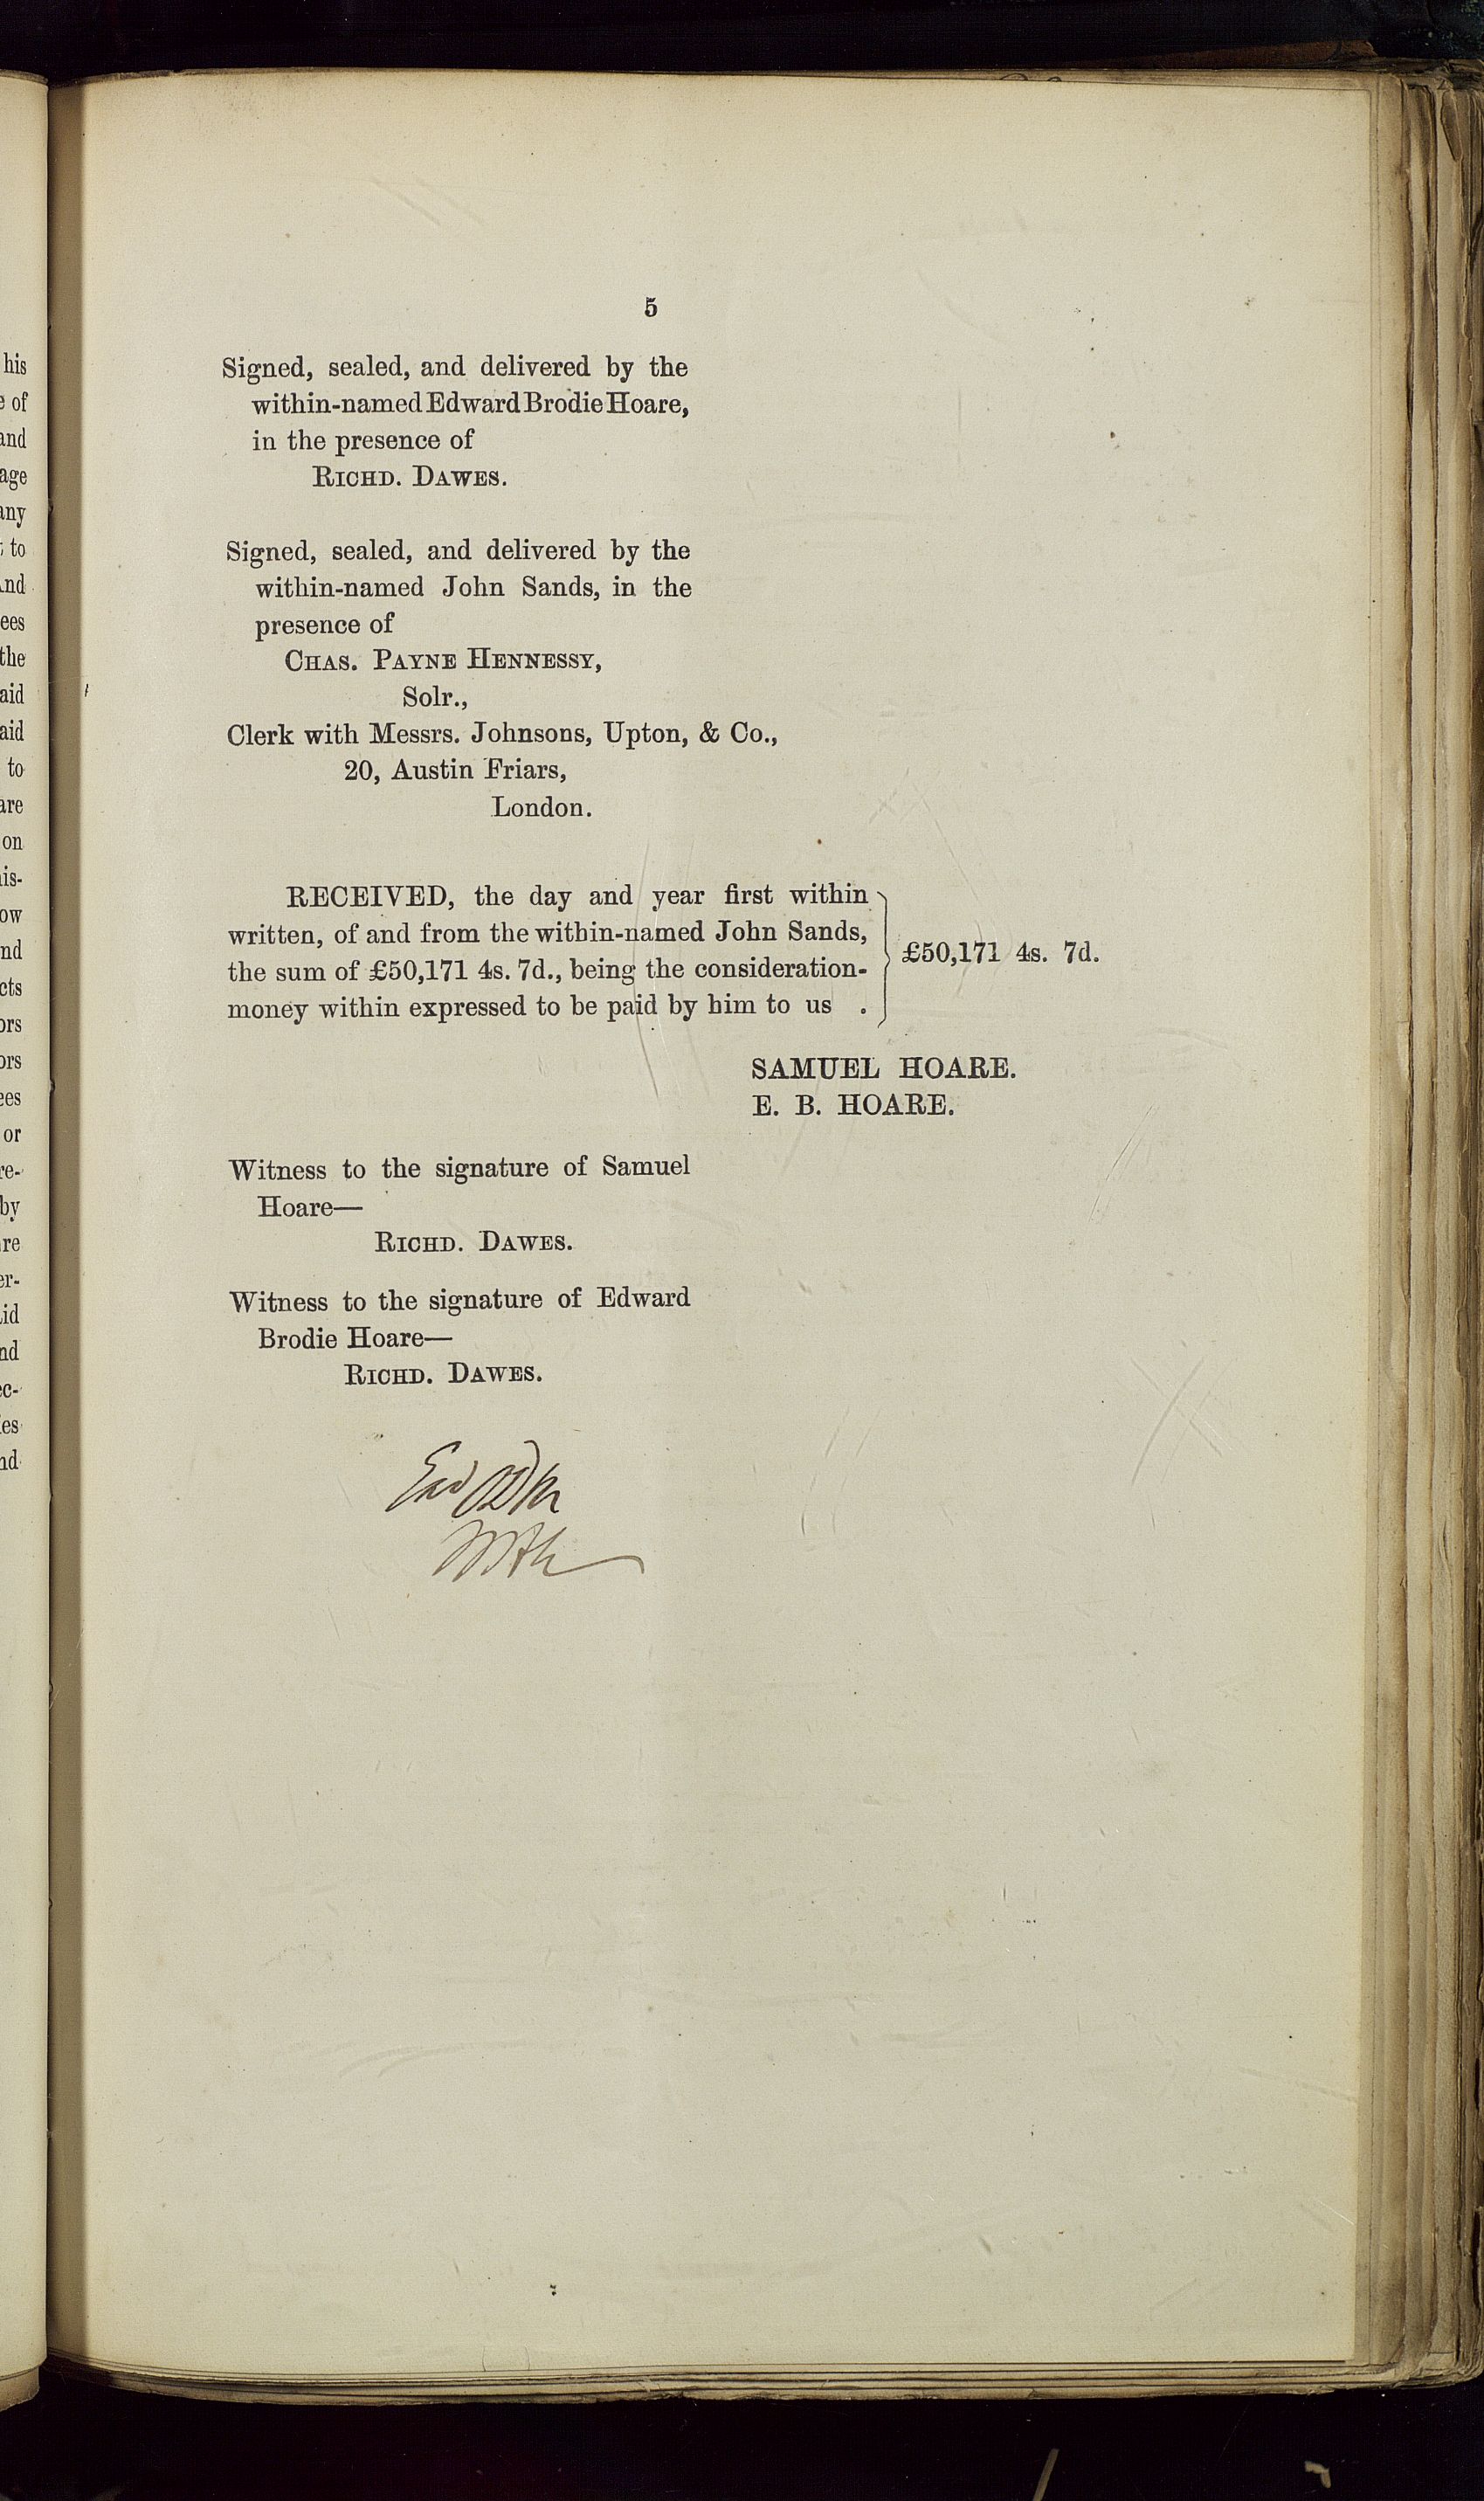 5
Signed, sealed, and delivered by the
within-named Edward Brodie Hoare,
in the presence of
RICHD. DAWES.
Signed, sealed, and delivered by the
within-named John Sands, in the
presence of
CHAS. PAYNE HENNESSY,
Solr.,
Clerk with Messrs. Johnsons, Upton, & Co.,
20, Austin Friars,
London.
RECEIVED, the day and year first within
written, of and from the within-named John Sands,
the sum of £50,171 4s. 7d., being the consideration-
money within expressed to be paid by him to us .
£50,171 4s. 7d.
SAMUEL HOARE.
E. B. HOARE.
Witness to the signature of Samuel
Hoare—
RICHD. DAWES.
Witness to the signature of Edward
Brodie Hoare—
RICHD. DAWES.